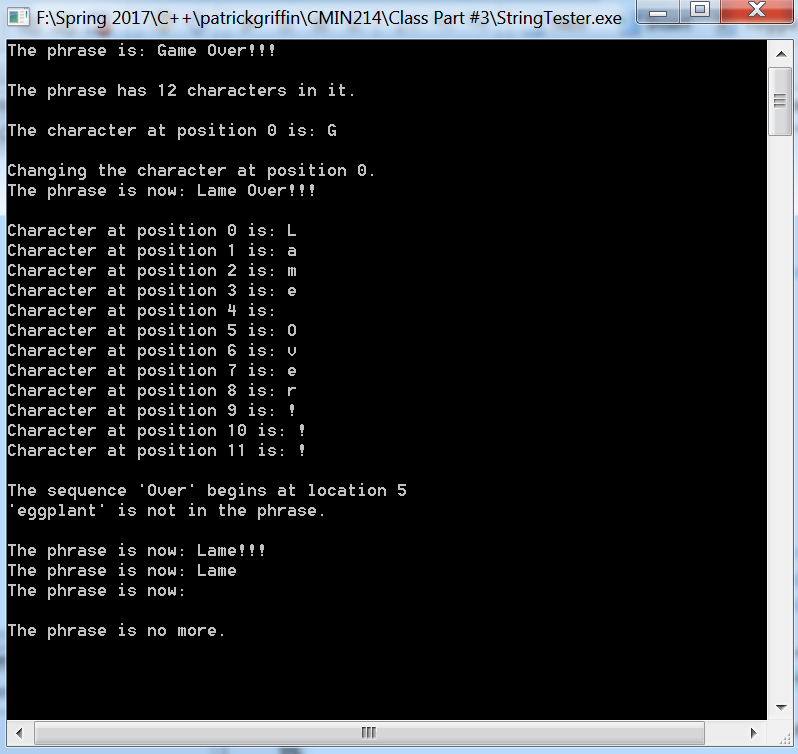 F:\Spring 2017\C++\patrickgriffin\CMIN214\Class Part #3\StringTester.exe
The phrase is: Game Over!!!
The phrase has 12 characters in it.
The character at position 0 is: G
Changing the character at position 0.
The phrase is now: Lame Over!!!
Character at position 0 is: L
Character at position 1 is: a
Character at position 2 is: m
Character at position 3 is: e
Character at position 4 is:
Character at position 5 is: O
Character at position 6 is: v
Character at position 7 is: e
Character at position 8 is: r
Character at position 9 is: !
Character at position 10 is: !
Character at position 11 is: !
The sequence 'Over' begins at location 5
'eggplant' is not in the phrase.
The phrase is now: Lame!!!
The phrase is now: Lame
The phrase is now:
The phrase is no more.